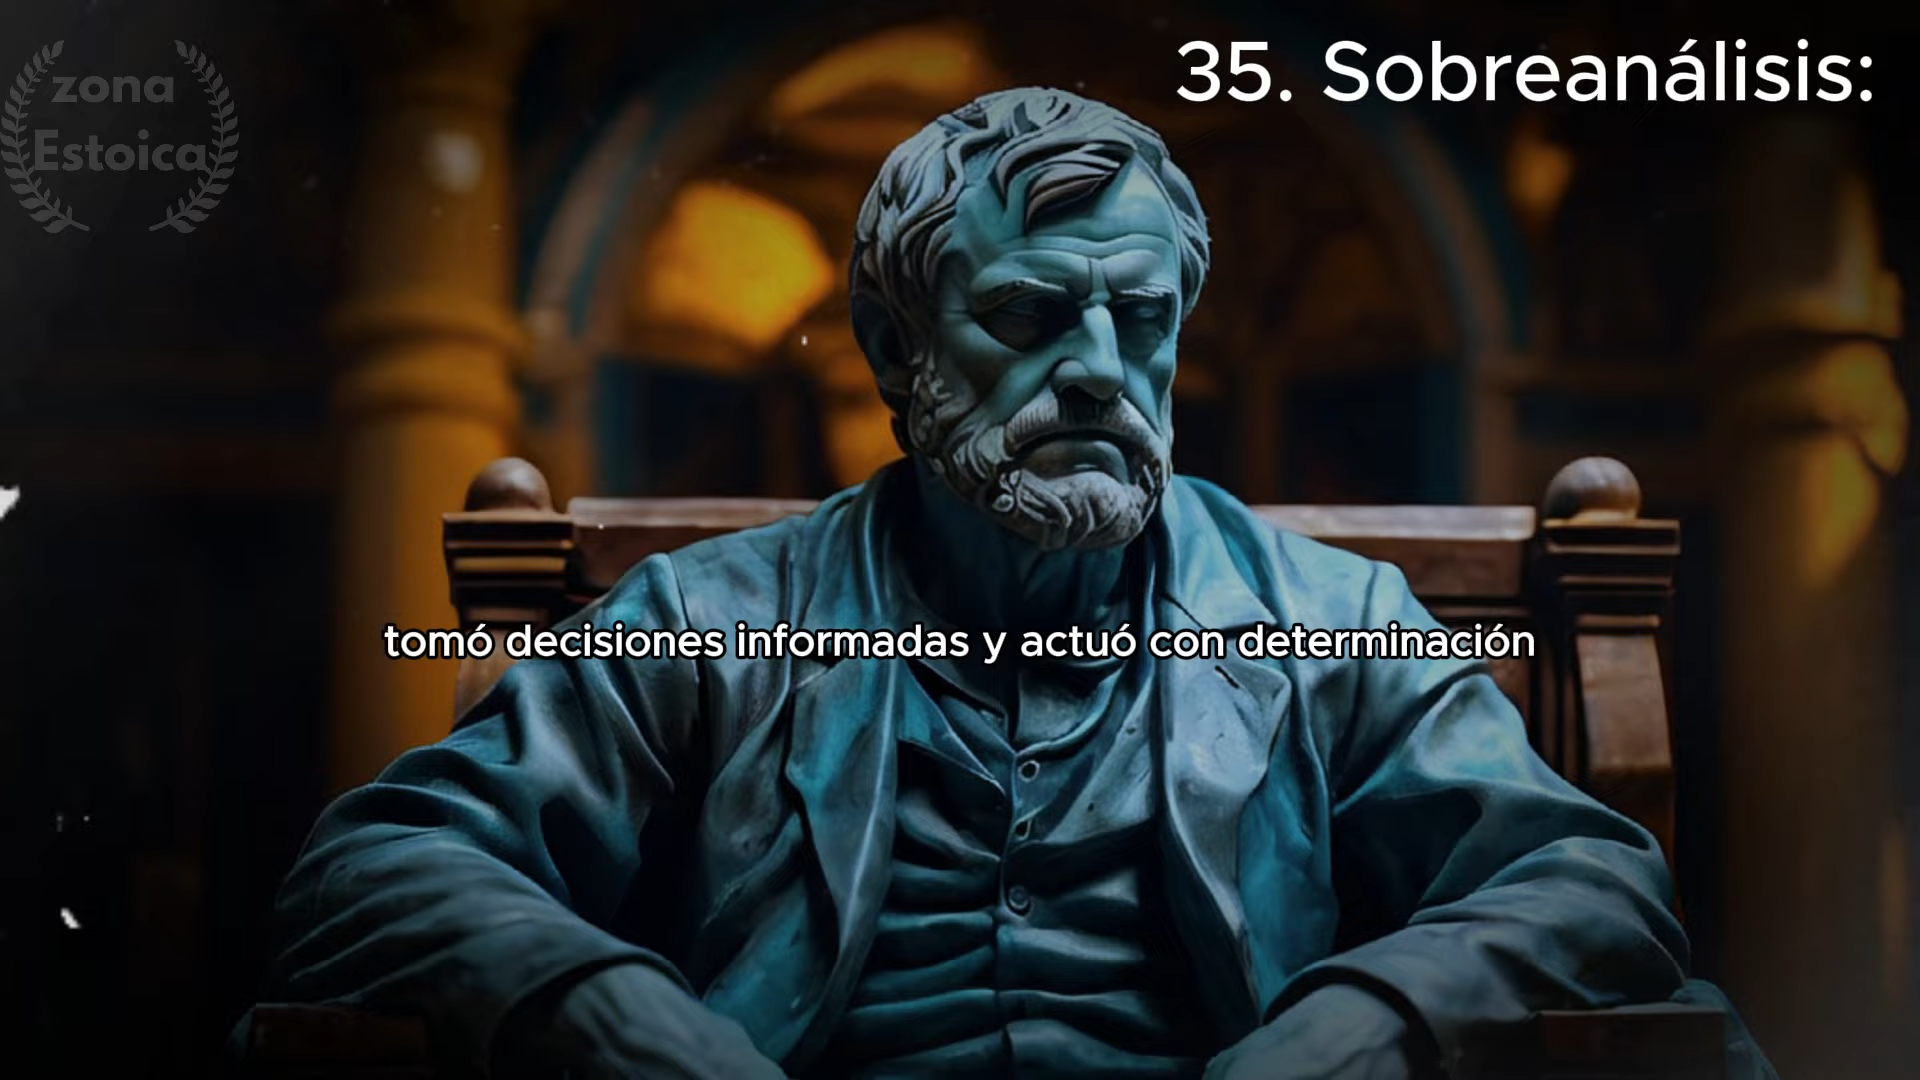 zona
Estoica
35. Sobreanálisis:
tomó decisiones informadas y actuó con determinación